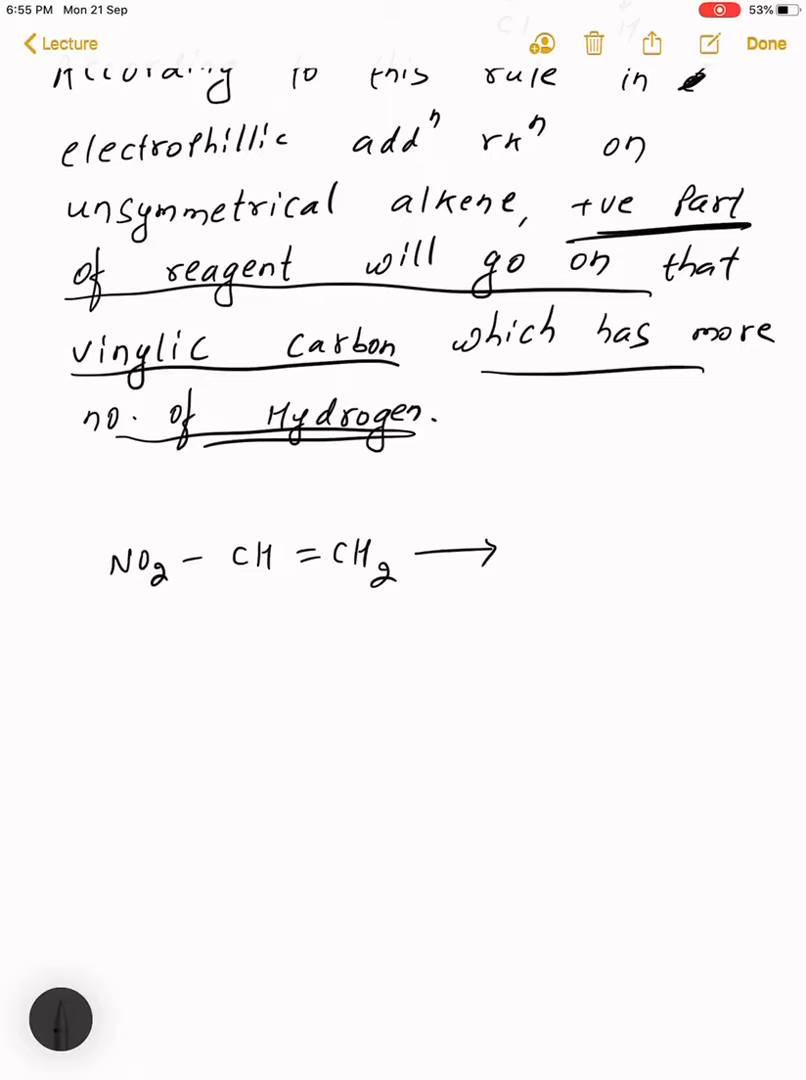 6:55 PM Mon 21 Sep 53%
Lecture Done
According to this rule in
electrophillic addⁿ rxⁿ on
unsymmetrical alkene, +ve Part
of reagent will go on that
vinylic Carbon which has more
no. of Hydrogen.
NO₂ - CH = CH₂ ⟶